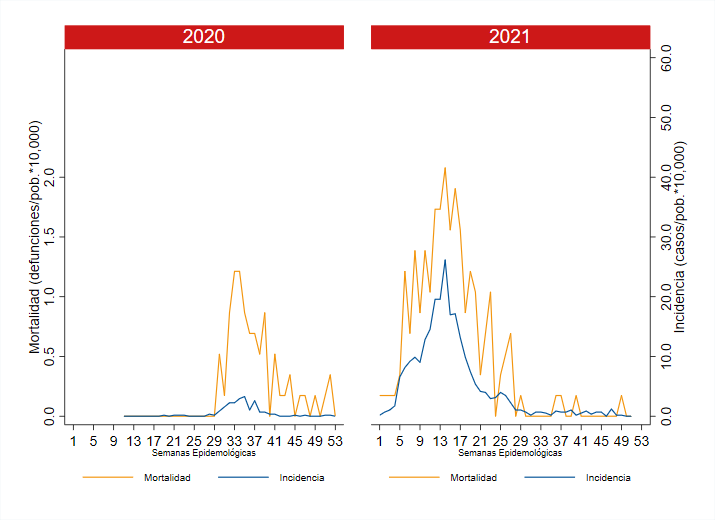 2020
2021
Mortalidad (defunciones/pob.*10,000)
0.0 0.5 1.0 1.5 2.0
1 5 9 13 17 21 25 29 33 37 41 45 49 53
Semanas Epidemológicas
Mortalidad Incidencia
1 5 9 13 17 21 25 29 33 37 41 45 49 53
Semanas Epidemológicas
Mortalidad Incidencia
0.0 10.0 20.0 30.0 40.0 50.0 60.0
Incidencia (casos/pob.*10,000)